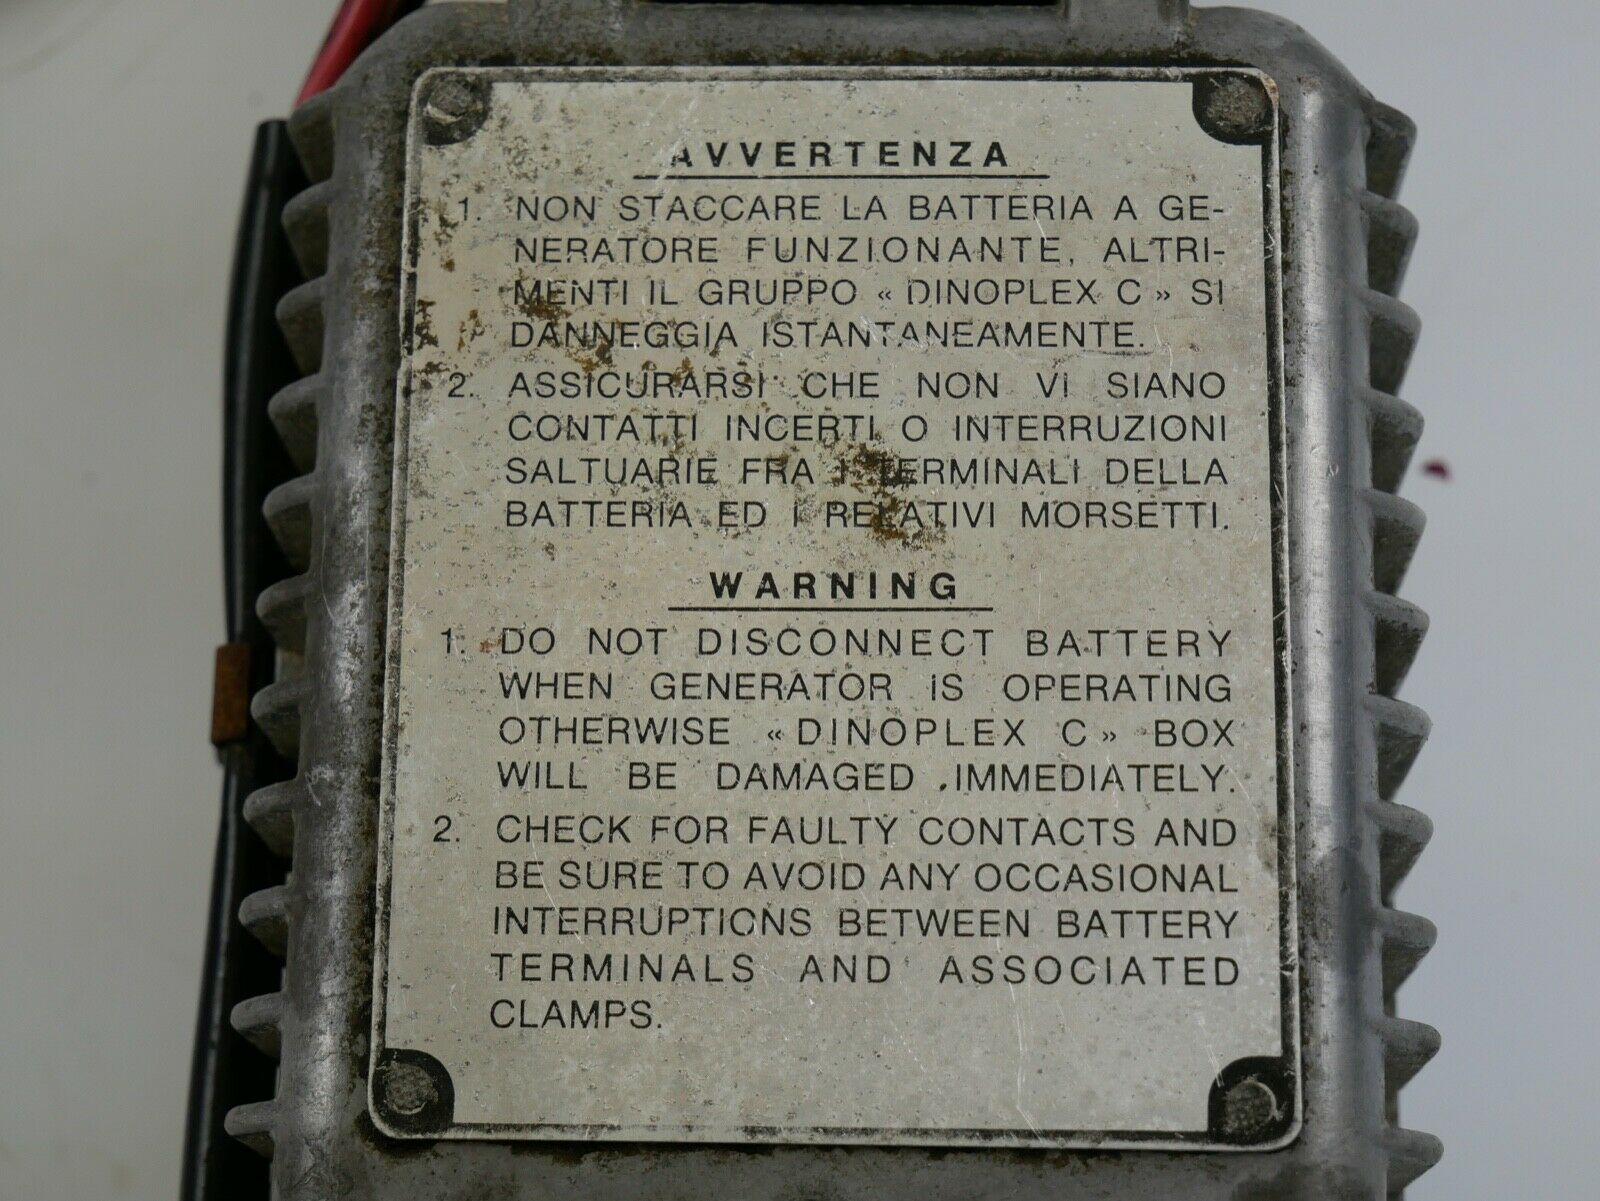 AVVERTENZA
1. NON STACCARE LA BATTERIA A GE-
NERATORE FUNZIONANTE, ALTRI-
MENTI IL GRUPPO « DINOPLEX C » SI
DANNEGGIA ISTANTANEAMENTE.
2. ASSICURARSI CHE NON VI SIANO
CONTATTI INCERTI O INTERRUZIONI
SALTUARIE FRA I TERMINALI DELLA
BATTERIA ED I RELATIVI MORSETTI.
WARNING
1. DO NOT DISCONNECT BATTERY
WHEN GENERATOR IS OPERATING
OTHERWISE «DINOPLEX C» BOX
WILL BE DAMAGED IMMEDIATELY.
2. CHECK FOR FAULTY CONTACTS AND
BE SURE TO AVOID ANY OCCASIONAL
INTERRUPTIONS BETWEEN BATTERY
TERMINALS AND ASSOCIATED
CLAMPS.